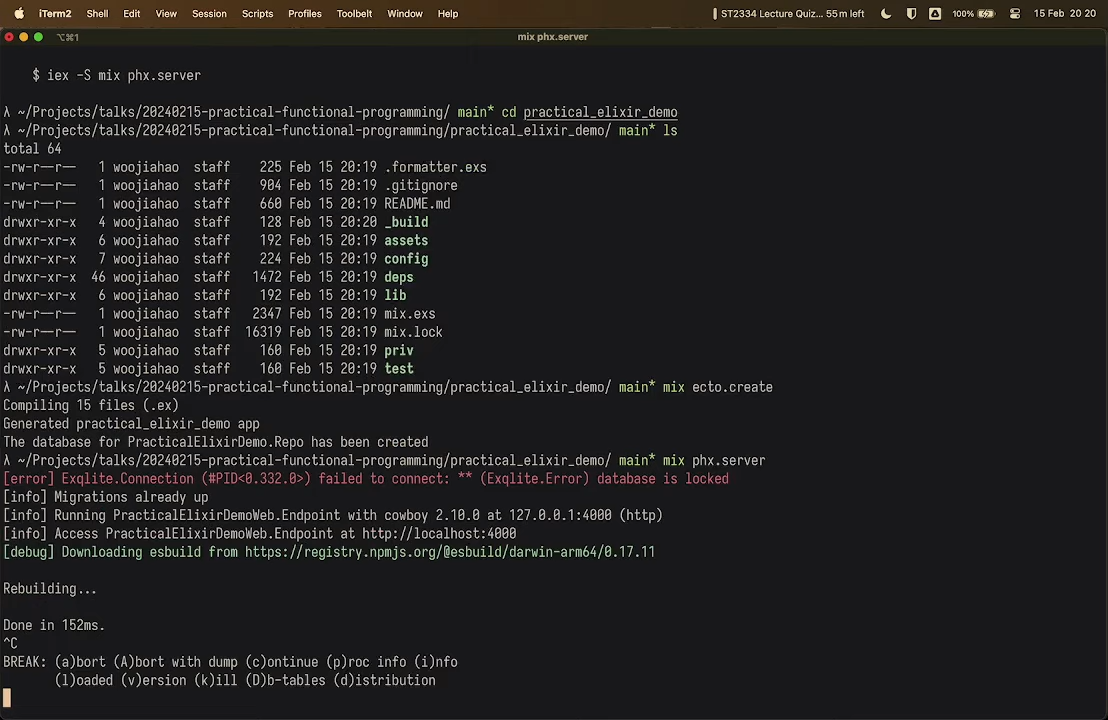 iTerm2 Shell Edit View Session Scripts Profiles Toolbelt Window Help ST2334 Lecture Quiz... 55 m left 100% 15 Feb 20 20
⌥⌘1 mix phx.server
$ iex -S mix phx.server
λ ~/Projects/talks/20240215-practical-functional-programming/ main* cd practical_elixir_demo
λ ~/Projects/talks/20240215-practical-functional-programming/practical_elixir_demo/ main* ls
total 64
-rw-r--r-- 1 woojiahao staff 225 Feb 15 20:19 .formatter.exs
-rw-r--r-- 1 woojiahao staff 904 Feb 15 20:19 .gitignore
-rw-r--r-- 1 woojiahao staff 660 Feb 15 20:19 README.md
drwxr-xr-x 4 woojiahao staff 128 Feb 15 20:20 _build
drwxr-xr-x 6 woojiahao staff 192 Feb 15 20:19 assets
drwxr-xr-x 7 woojiahao staff 224 Feb 15 20:19 config
drwxr-xr-x 46 woojiahao staff 1472 Feb 15 20:19 deps
drwxr-xr-x 6 woojiahao staff 192 Feb 15 20:19 lib
-rw-r--r-- 1 woojiahao staff 2347 Feb 15 20:19 mix.exs
-rw-r--r-- 1 woojiahao staff 16319 Feb 15 20:19 mix.lock
drwxr-xr-x 5 woojiahao staff 160 Feb 15 20:19 priv
drwxr-xr-x 5 woojiahao staff 160 Feb 15 20:19 test
λ ~/Projects/talks/20240215-practical-functional-programming/practical_elixir_demo/ main* mix ecto.create
Compiling 15 files (.ex)
Generated practical_elixir_demo app
The database for PracticalElixirDemo.Repo has been created
λ ~/Projects/talks/20240215-practical-functional-programming/practical_elixir_demo/ main* mix phx.server
[error] Exqlite.Connection (#PID<0.332.0>) failed to connect: ** (Exqlite.Error) database is locked
[info] Migrations already up
[info] Running PracticalElixirDemoWeb.Endpoint with cowboy 2.10.0 at 127.0.0.1:4000 (http)
[info] Access PracticalElixirDemoWeb.Endpoint at http://localhost:4000
[debug] Downloading esbuild from https://registry.npmjs.org/@esbuild/darwin-arm64/0.17.11
Rebuilding...
Done in 152ms.
^C
BREAK: (a)bort (A)bort with dump (c)ontinue (p)roc info (i)nfo
(l)oaded (v)ersion (k)ill (D)b-tables (d)istribution